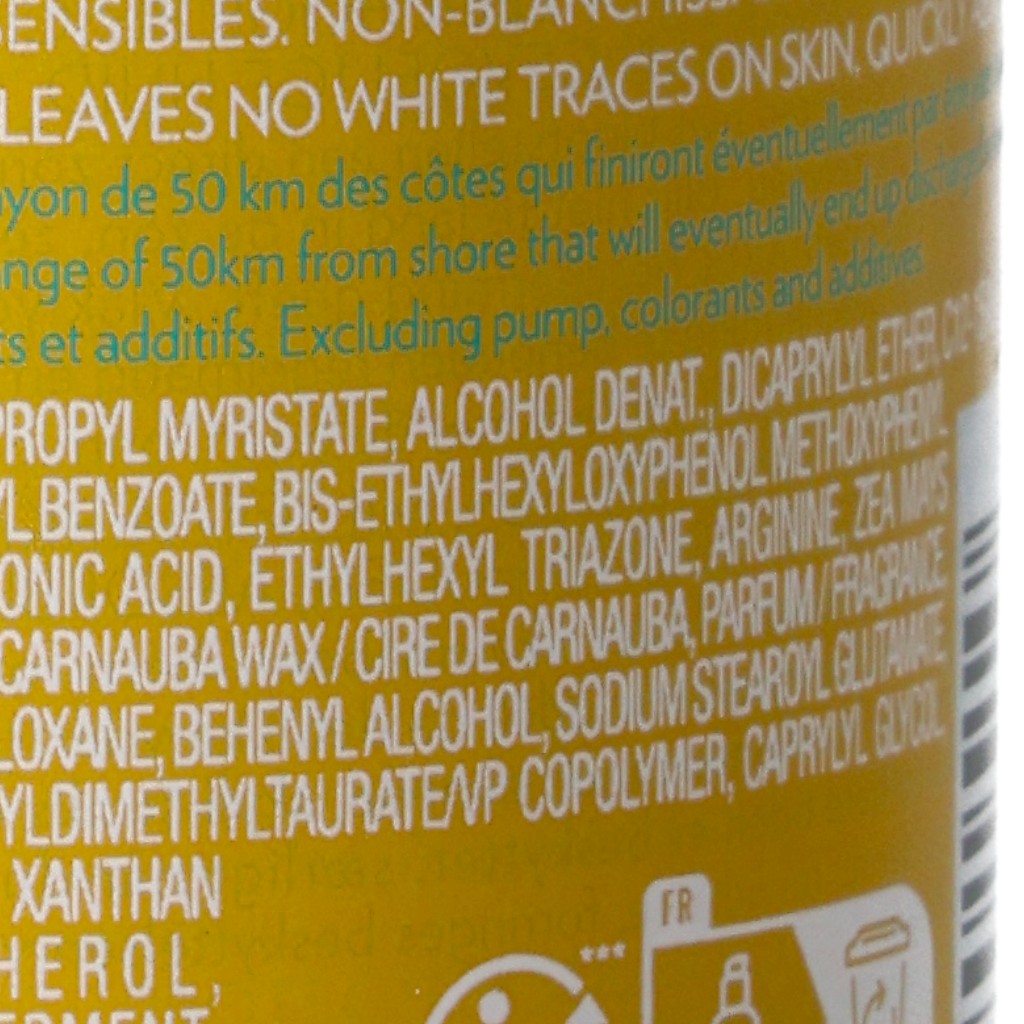 ENSIBLES. NON-BLANCHISS
LEAVES NO WHITE TRACES ON SKIN, QUICKLY
yon de 50 km des côtes qui finiront éventuellement par être
nge of 50km from shore that will eventually end up discharged
ts et additifs. Excluding pump, colorants and additives.
PROPYL MYRISTATE, ALCOHOL DENAT., DICAPRYLYL ETHER, C12-
YL BENZOATE, BIS-ETHYLHEXYLOXYPHENOL METHOXYPHENYL
ONIC ACID, ETHYLHEXYL TRIAZONE, ARGININE, ZEA MAYS
CARNAUBA WAX / CIRE DE CARNAUBA, PARFUM / FRAGRANCE
LOXANE, BEHENYL ALCOHOL, SODIUM STEAROYL GLUTAMATE
YLDIMETHYLTAURATE/VP COPOLYMER, CAPRYLYL GLYCOL,
XANTHAN
HEROL,
ERMENT
FR
***